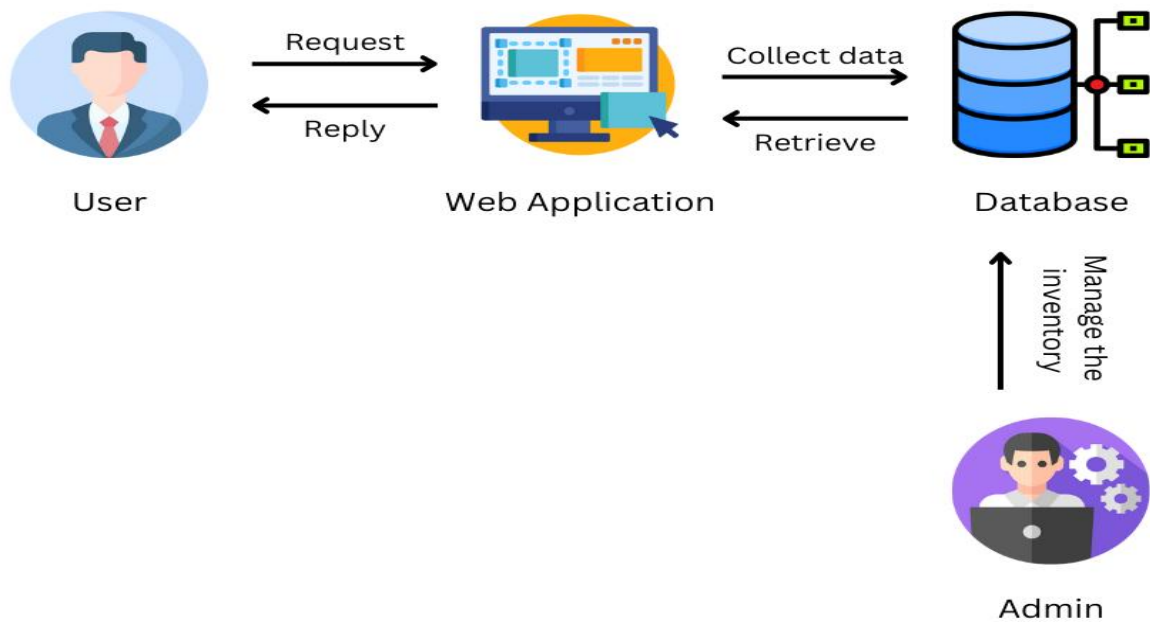 Request
Reply
User
Web Application
Collect data
Retrieve
Database
Manage the
inventory
Admin